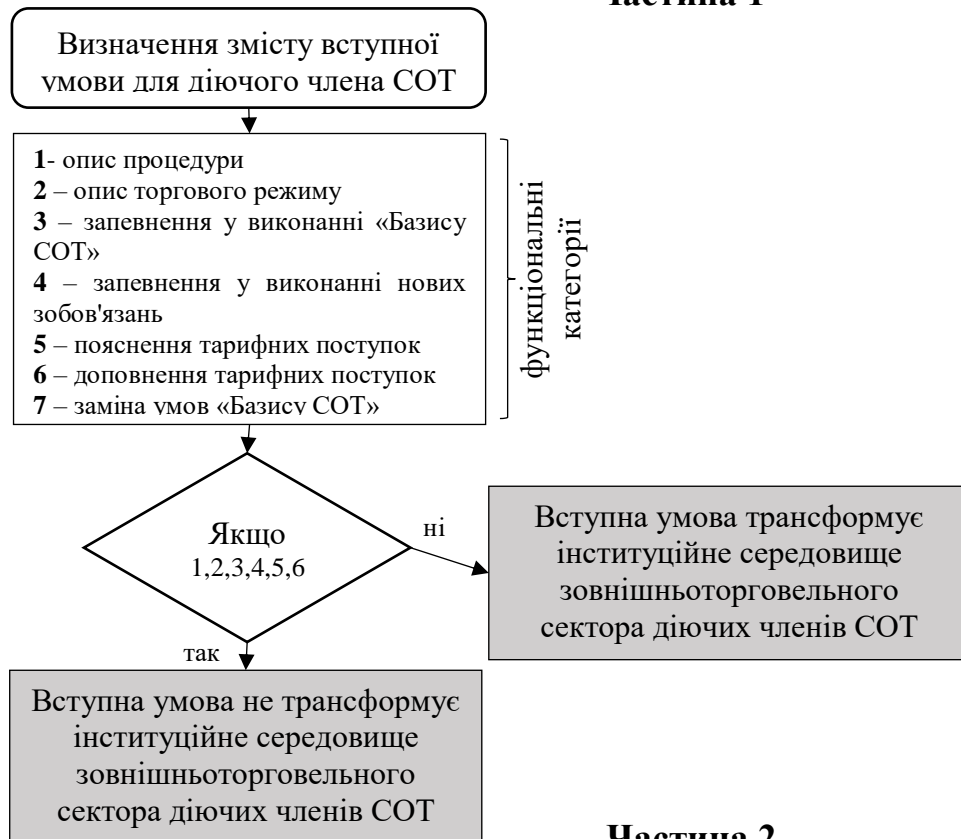 Частина 1
Визначення змісту вступної
умови для діючого члена СОТ
1- опис процедури
2 – опис торгового режиму
3 – запевнення у виконанні «Базису
СОТ»
4 – запевнення у виконанні нових
зобов'язань
5 – пояснення тарифних поступок
6 – доповнення тарифних поступок
7 – заміна умов «Базису СОТ»
функціональні
категорії
Якщо
1,2,3,4,5,6
ні
Вступна умова трансформує
інституційне середовище
зовнішньоторговельного
сектора діючих членів СОТ
так
Вступна умова не трансформує
інституційне середовище
зовнішньоторговельного
сектора діючих членів СОТ
Частина 2